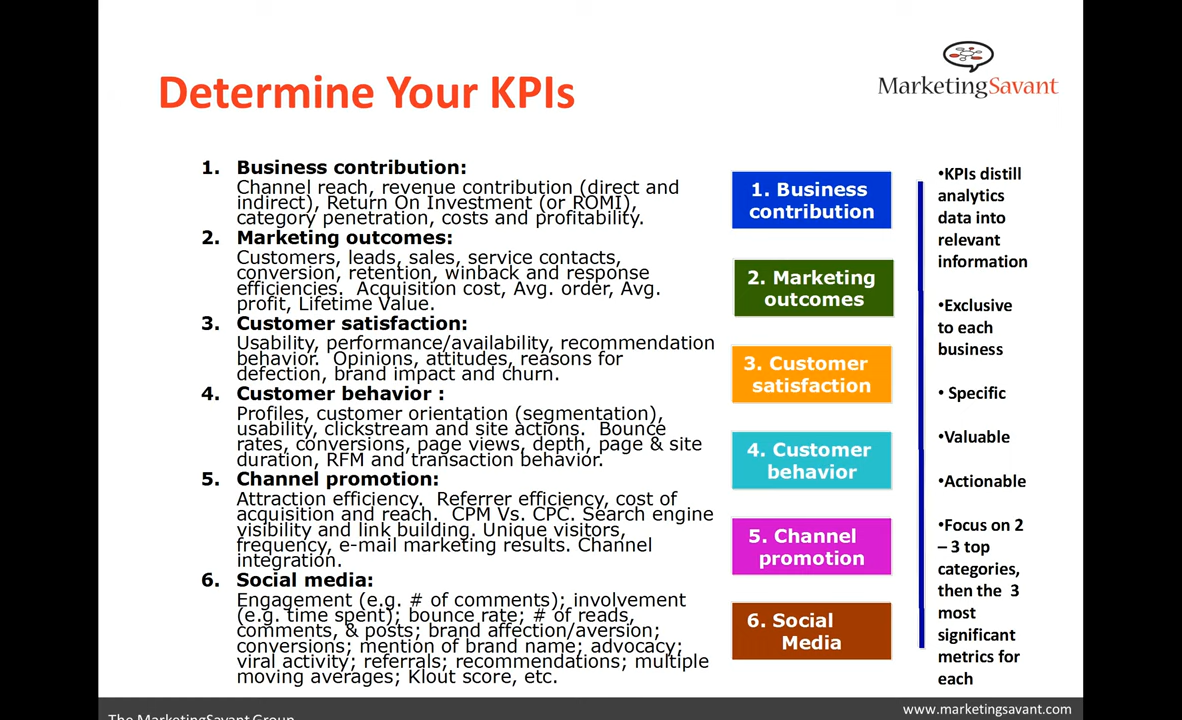 Determine Your KPIs
MarketingSavant
1. Business contribution:
Channel reach, revenue contribution (direct and
indirect), Return On Investment (or ROMI),
category penetration, costs and profitability.
2. Marketing outcomes:
Customers, leads, sales, service contacts,
conversion, retention, winback and response
efficiencies.  Acquisition cost, Avg. order, Avg.
profit, Lifetime Value.
3. Customer satisfaction:
Usability, performance/availability, recommendation
behavior.  Opinions, attitudes, reasons for
defection, brand impact and churn.
4. Customer behavior :
Profiles, customer orientation (segmentation),
usability, clickstream and site actions.  Bounce
rates, conversions, page views, depth, page & site
duration, RFM and transaction behavior.
5. Channel promotion:
Attraction efficiency.  Referrer efficiency, cost of
acquisition and reach.  CPM Vs. CPC. Search engine
visibility and link building. Unique visitors,
frequency, e-mail marketing results. Channel
integration.
6. Social media:
Engagement (e.g. # of comments); involvement
(e.g. time spent); bounce rate; # of reads,
comments, & posts; brand affection/aversion;
conversions; mention of brand name; advocacy;
viral activity; referrals; recommendations; multiple
moving averages; Klout score, etc.
1. Business
contribution
2. Marketing
outcomes
3. Customer
satisfaction
4. Customer
behavior
5. Channel
promotion
6. Social
Media
•KPIs distill
analytics
data into
relevant
information
•Exclusive
to each
business
• Specific
•Valuable
•Actionable
•Focus on 2
– 3 top
categories,
then the  3
most
significant
metrics for
each
The MarketingSavant Group
www.marketingsavant.com